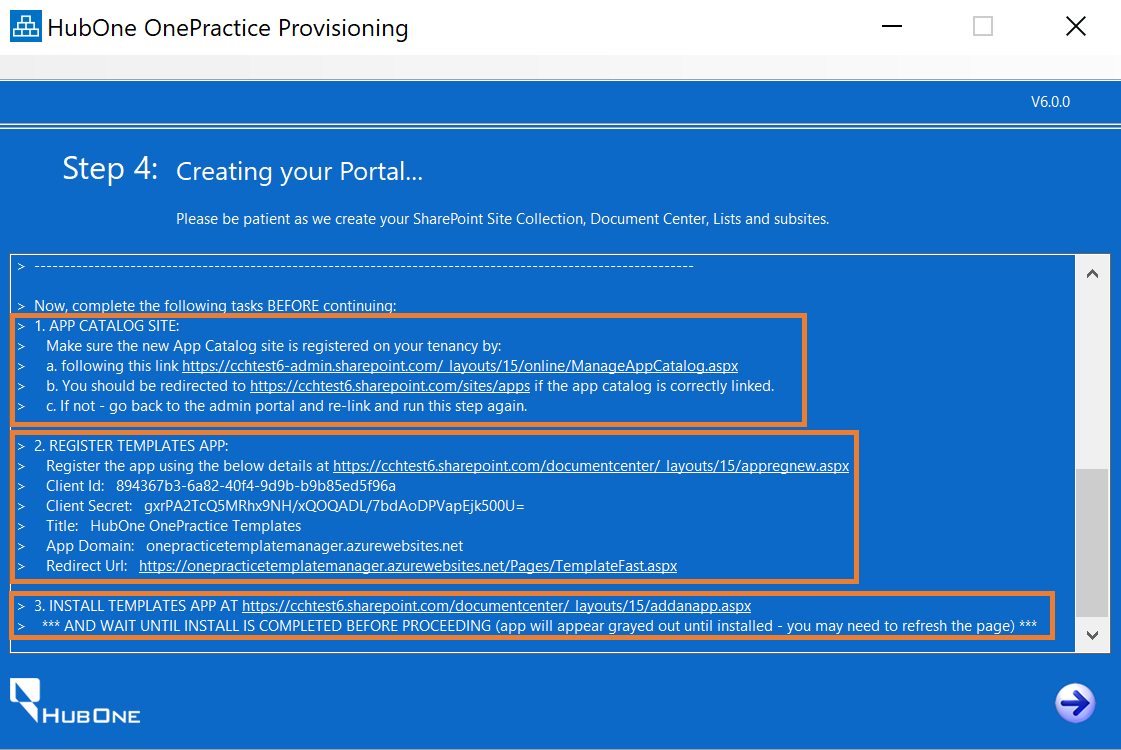 HubOne OnePractice Provisioning
V6.0.0
Step 4: Creating your Portal...
Please be patient as we create your SharePoint Site Collection, Document Center, Lists and subsites.
> --------------------------------------------------------------------------------------------------------------
> Now, complete the following tasks BEFORE continuing:
> 1. APP CATALOG SITE:
> Make sure the new App Catalog site is registered on your tenancy by:
> a. following this link https://cchtest6-admin.sharepoint.com/_layouts/15/online/ManageAppCatalog.aspx
> b. You should be redirected to https://cchtest6.sharepoint.com/sites/apps if the app catalog is correctly linked.
> c. If not - go back to the admin portal and re-link and run this step again.
> 2. REGISTER TEMPLATES APP:
> Register the app using the below details at https://cchtest6.sharepoint.com/documentcenter/_layouts/15/appregnew.aspx
> Client Id: 894367b3-6a82-40f4-9d9b-b9b85ed5f96a
> Client Secret: gxrPA2TcQ5MRhx9NH/xQOQADL/7bdAoDPVapEjk500U=
> Title: HubOne OnePractice Templates
> App Domain: onepracticetemplatemanager.azurewebsites.net
> Redirect Url: https://onepracticetemplatemanager.azurewebsites.net/Pages/TemplateFast.aspx
> 3. INSTALL TEMPLATES APP AT https://cchtest6.sharepoint.com/documentcenter/_layouts/15/addanapp.aspx
> *** AND WAIT UNTIL INSTALL IS COMPLETED BEFORE PROCEEDING (app will appear grayed out until installed - you may need to refresh the page) ***
HUBONE